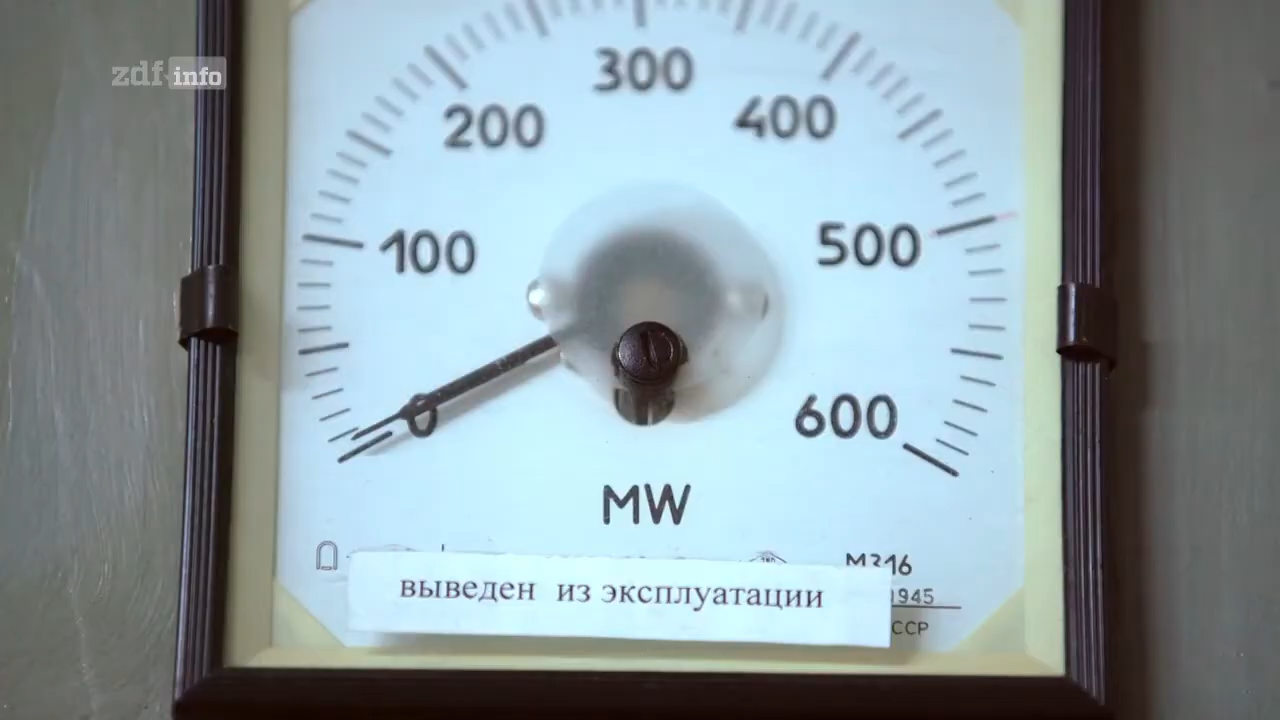 zdf info
300
200
400
100
500
0
600
MW
M316
1945
выведен из эксплуатации
ССР